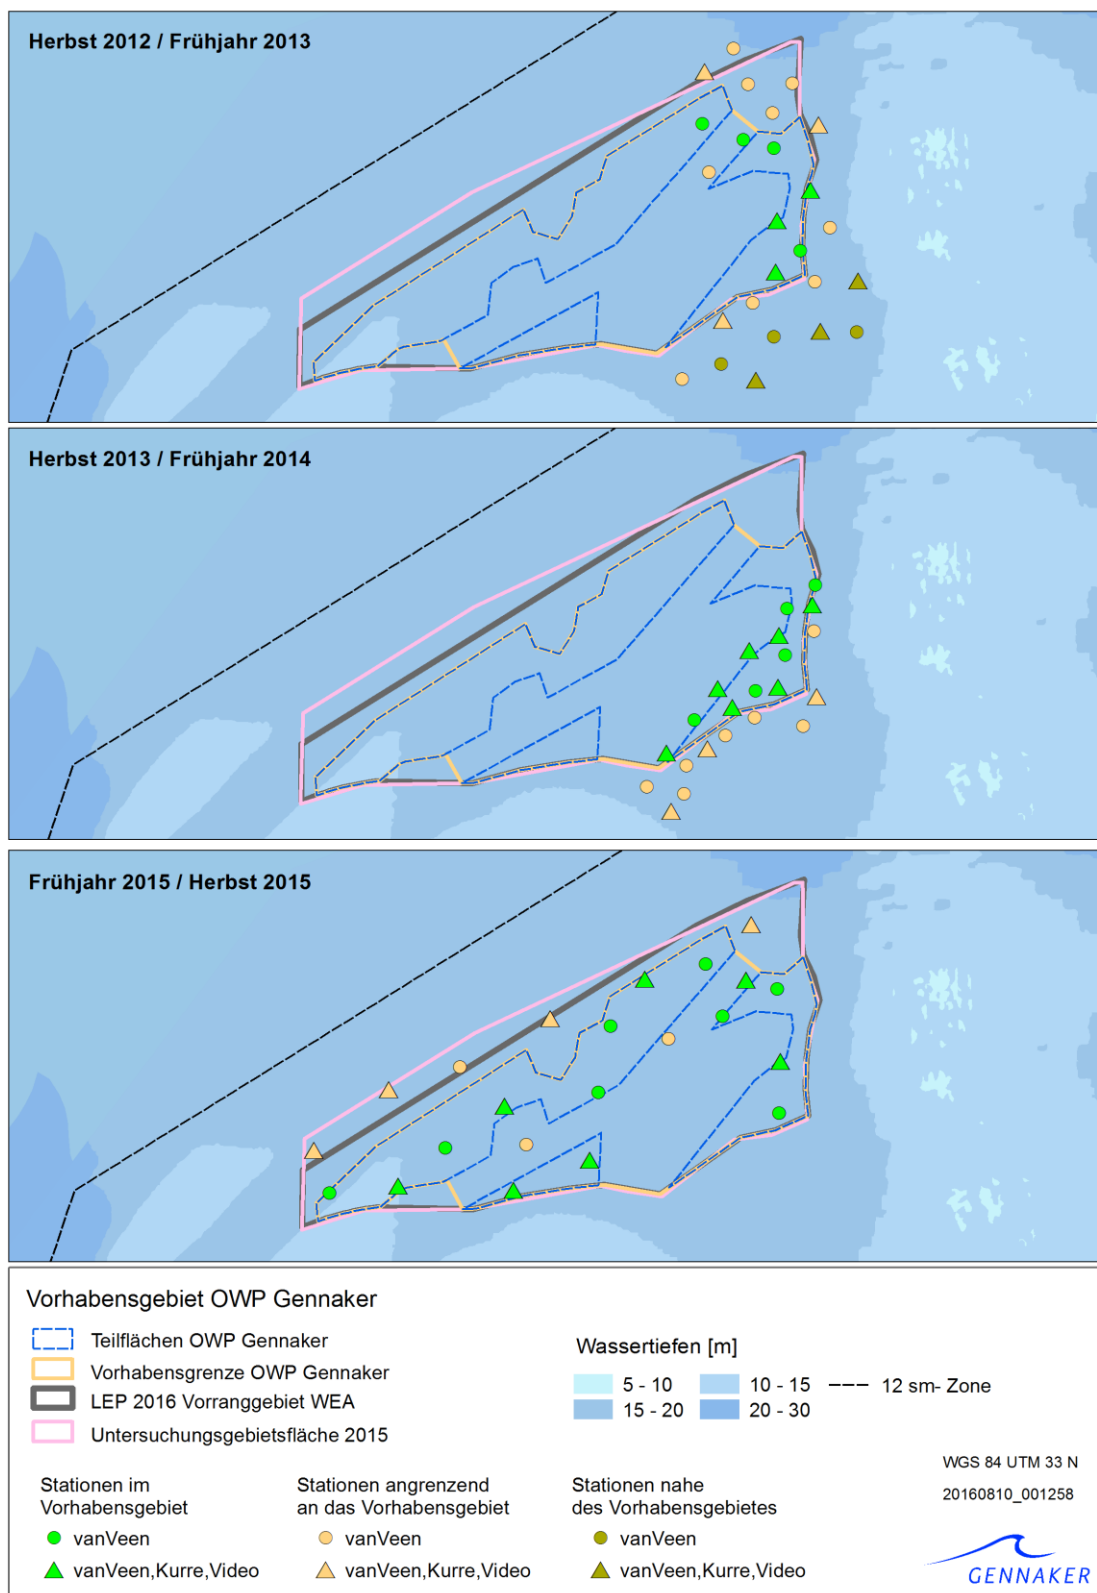 Herbst 2012 / Frühjahr 2013
Herbst 2013 / Frühjahr 2014
Frühjahr 2015 / Herbst 2015
Vorhabensgebiet OWP Gennaker
Teilflächen OWP Gennaker
Vorhabensgrenze OWP Gennaker
LEP 2016 Vorranggebiet WEA
Untersuchungsgebietsfläche 2015
Wassertiefen [m]
5 - 10
10 - 15
12 sm- Zone
15 - 20
20 - 30
Stationen im
Vorhabensgebiet
vanVeen
vanVeen,Kurre,Video
Stationen angrenzend
an das Vorhabensgebiet
vanVeen
vanVeen,Kurre,Video
Stationen nahe
des Vorhabensgebietes
vanVeen
vanVeen,Kurre,Video
WGS 84 UTM 33 N
20160810_001258
GENNAKER